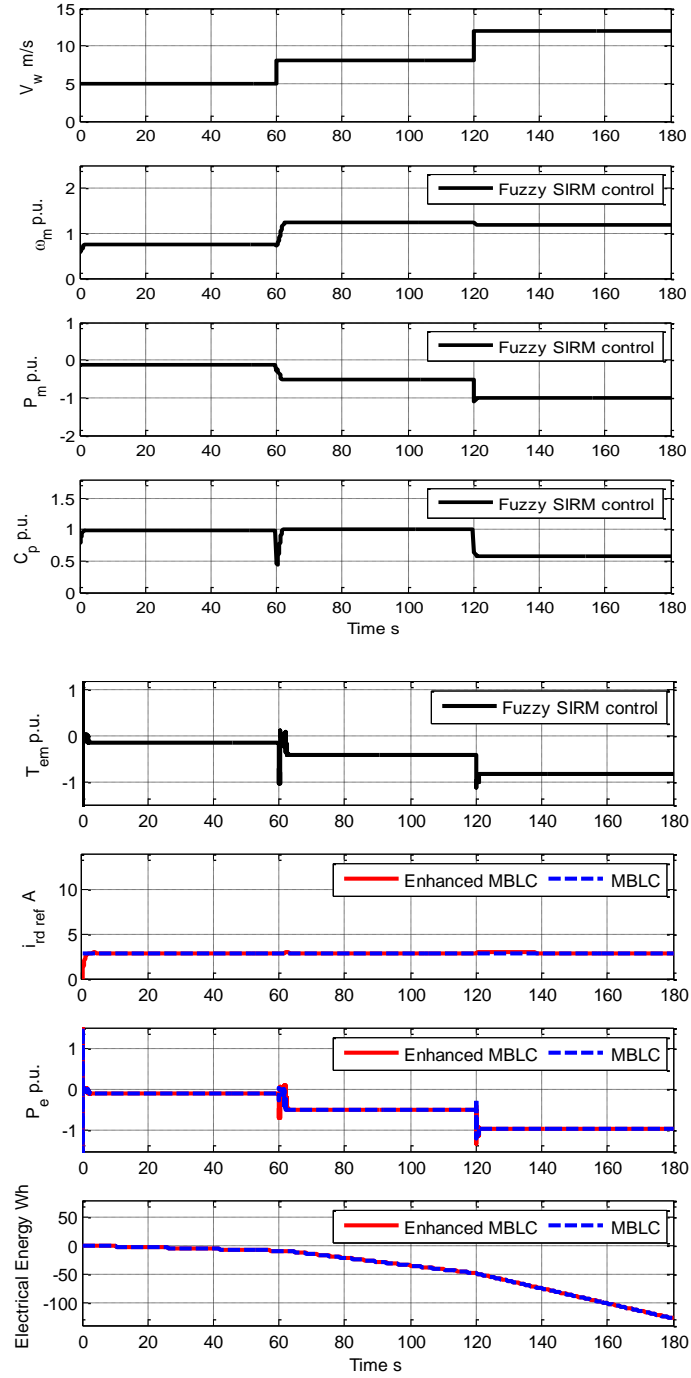 15
10
5
0
V_w m/s
0 20 40 60 80 100 120 140 160 180
2
1
0
ω_m p.u.
Fuzzy SIRM control
0 20 40 60 80 100 120 140 160 180
1
0
-1
-2
P_m p.u.
Fuzzy SIRM control
0 20 40 60 80 100 120 140 160 180
1.5
1
0.5
0
C_p p.u.
Fuzzy SIRM control
0 20 40 60 80 100 120 140 160 180
Time s
1
0
-1
T_em p.u.
Fuzzy SIRM control
0 20 40 60 80 100 120 140 160 180
10
5
0
i_rd ref A
Enhanced MBLC MBLC
0 20 40 60 80 100 120 140 160 180
1
0
-1
P_e p.u.
Enhanced MBLC MBLC
0 20 40 60 80 100 120 140 160 180
50
0
-50
-100
Electrical Energy Wh
Enhanced MBLC MBLC
0 20 40 60 80 100 120 140 160 180
Time s